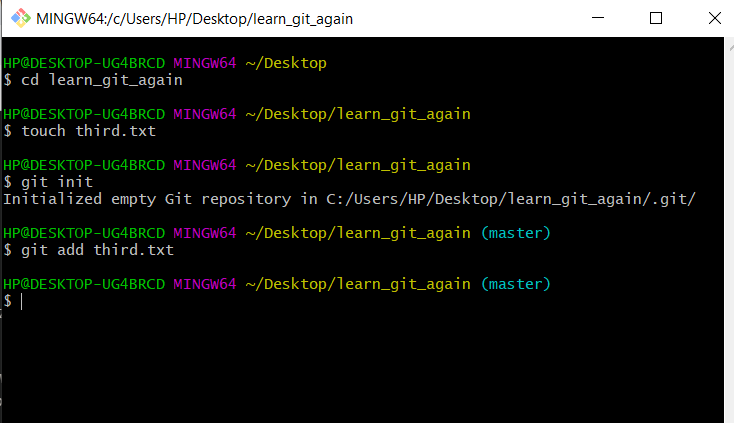 MINGW64:/c/Users/HP/Desktop/learn_git_again
HP@DESKTOP-UG4BRCD MINGW64 ~/Desktop
$ cd learn_git_again
HP@DESKTOP-UG4BRCD MINGW64 ~/Desktop/learn_git_again
$ touch third.txt
HP@DESKTOP-UG4BRCD MINGW64 ~/Desktop/learn_git_again
$ git init
Initialized empty Git repository in C:/Users/HP/Desktop/learn_git_again/.git/
HP@DESKTOP-UG4BRCD MINGW64 ~/Desktop/learn_git_again (master)
$ git add third.txt
HP@DESKTOP-UG4BRCD MINGW64 ~/Desktop/learn_git_again (master)
$